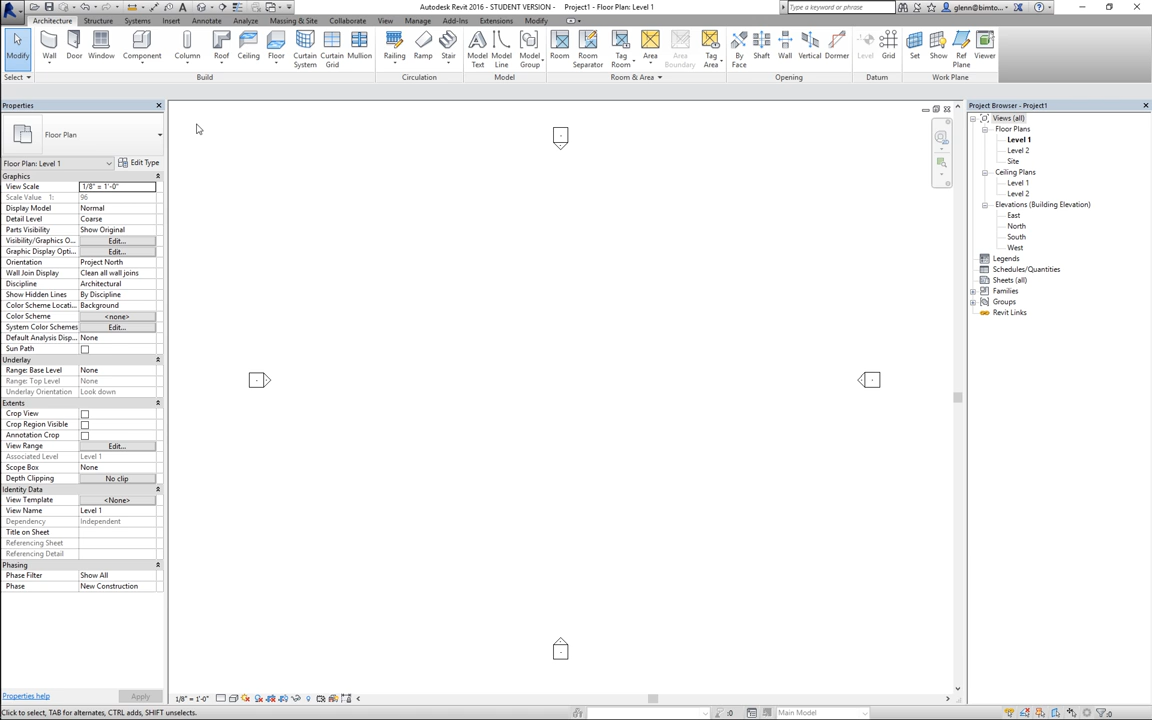 Autodesk Revit 2016 - STUDENT VERSION - Project1 - Floor Plan: Level 1
Type a keyword or phrase
glenn@bimto...
Architecture Structure Systems Insert Annotate Analyze Massing & Site Collaborate View Manage Add-Ins Extensions Modify
Modify Wall Door Window Component Column Roof Ceiling Floor Curtain System Curtain Grid Mullion Railing Ramp Stair Model Text Model Line Model Group Room Room Separator Tag Room Area Area Boundary Tag Area By Face Shaft Wall Vertical Dormer Level Grid Set Show Ref Plane Viewer
Select Build Circulation Model Room & Area Opening Datum Work Plane
Properties
Floor Plan
Floor Plan: Level 1 Edit Type
Graphics
View Scale 1/8" = 1'-0"
Scale Value 1: 96
Display Model Normal
Detail Level Coarse
Parts Visibility Show Original
Visibility/Graphics O... Edit...
Graphic Display Opti... Edit...
Orientation Project North
Wall Join Display Clean all wall joins
Discipline Architectural
Show Hidden Lines By Discipline
Color Scheme Locati... Background
Color Scheme <none>
System Color Schemes Edit...
Default Analysis Disp... None
Sun Path
Underlay
Range: Base Level None
Range: Top Level None
Underlay Orientation Look down
Extents
Crop View
Crop Region Visible
Annotation Crop
View Range Edit...
Associated Level Level 1
Scope Box None
Depth Clipping No clip
Identity Data
View Template <None>
View Name Level 1
Dependency Independent
Title on Sheet
Referencing Sheet
Referencing Detail
Phasing
Phase Filter Show All
Phase New Construction
Properties help Apply
1/8" = 1'-0"
Click to select, TAB for alternates, CTRL adds, SHIFT unselects.
:0
Main Model
:0
Project Browser - Project1
Views (all)
Floor Plans
Level 1
Level 2
Site
Ceiling Plans
Level 1
Level 2
Elevations (Building Elevation)
East
North
South
West
Legends
Schedules/Quantities
Sheets (all)
Families
Groups
Revit Links